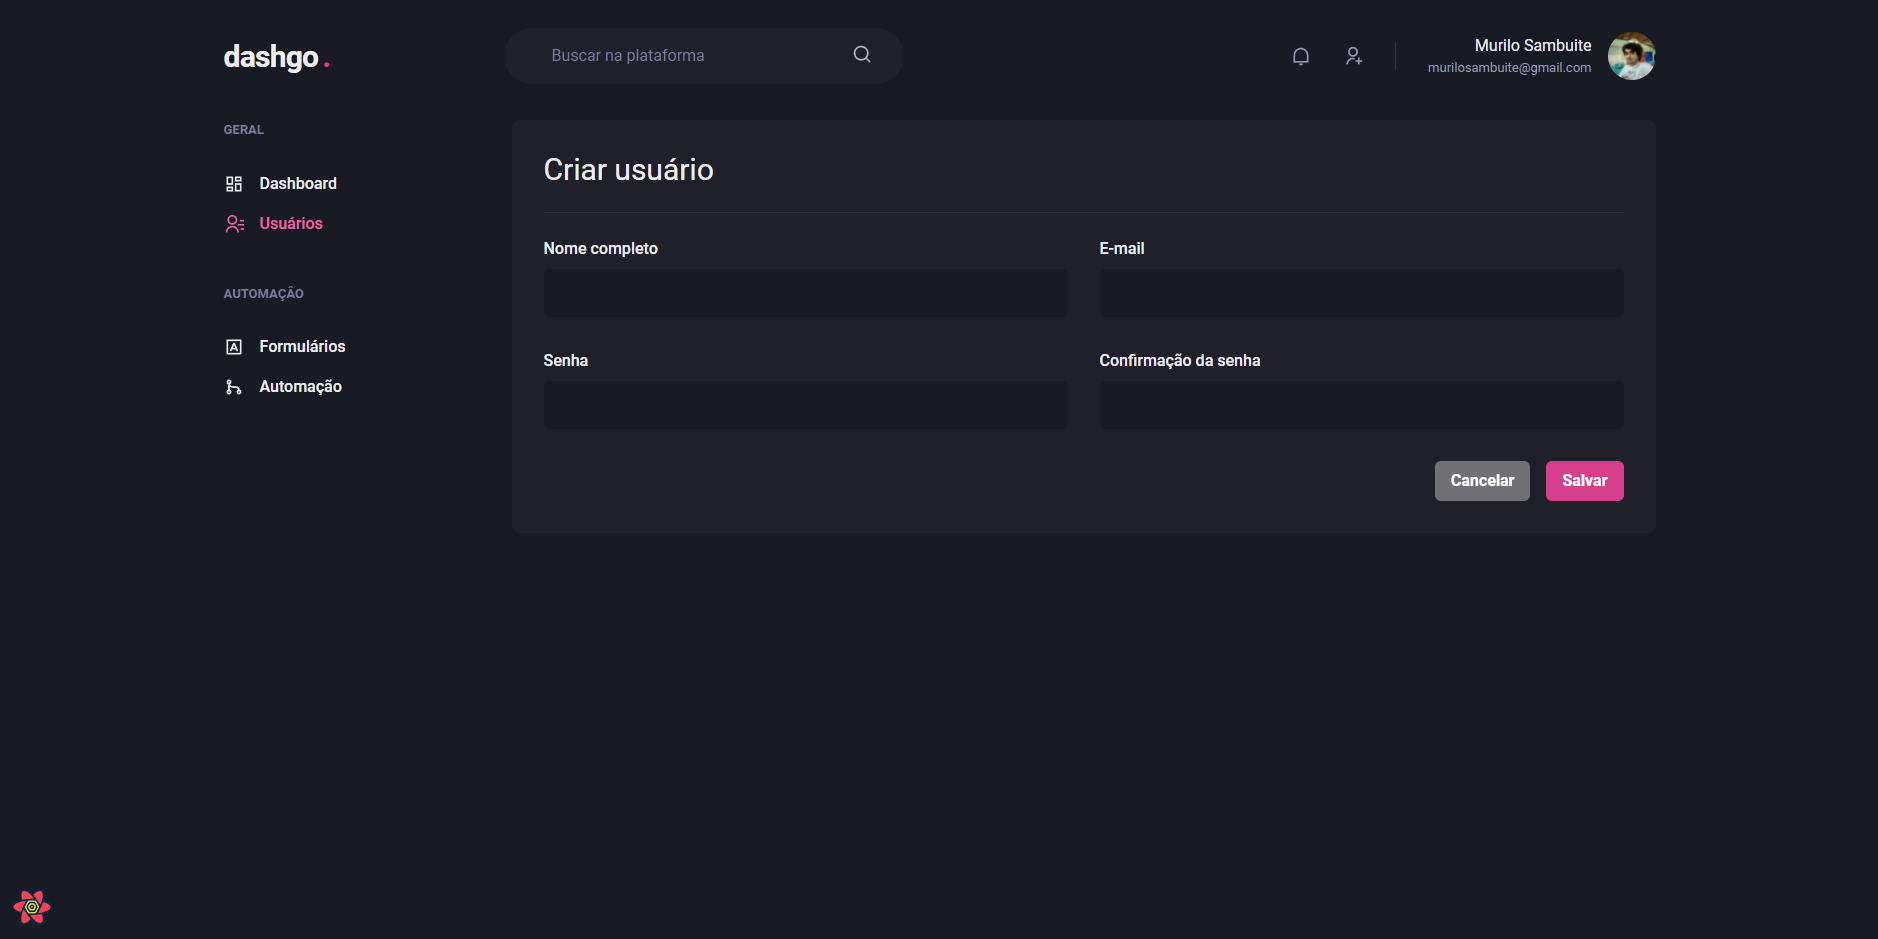 dashgo.
Buscar na plataforma
Murilo Sambuite
murilosambuite@gmail.com
GERAL
Dashboard
Usuários
AUTOMAÇÃO
Formulários
Automação
Criar usuário
Nome completo
E-mail
Senha
Confirmação da senha
Cancelar
Salvar